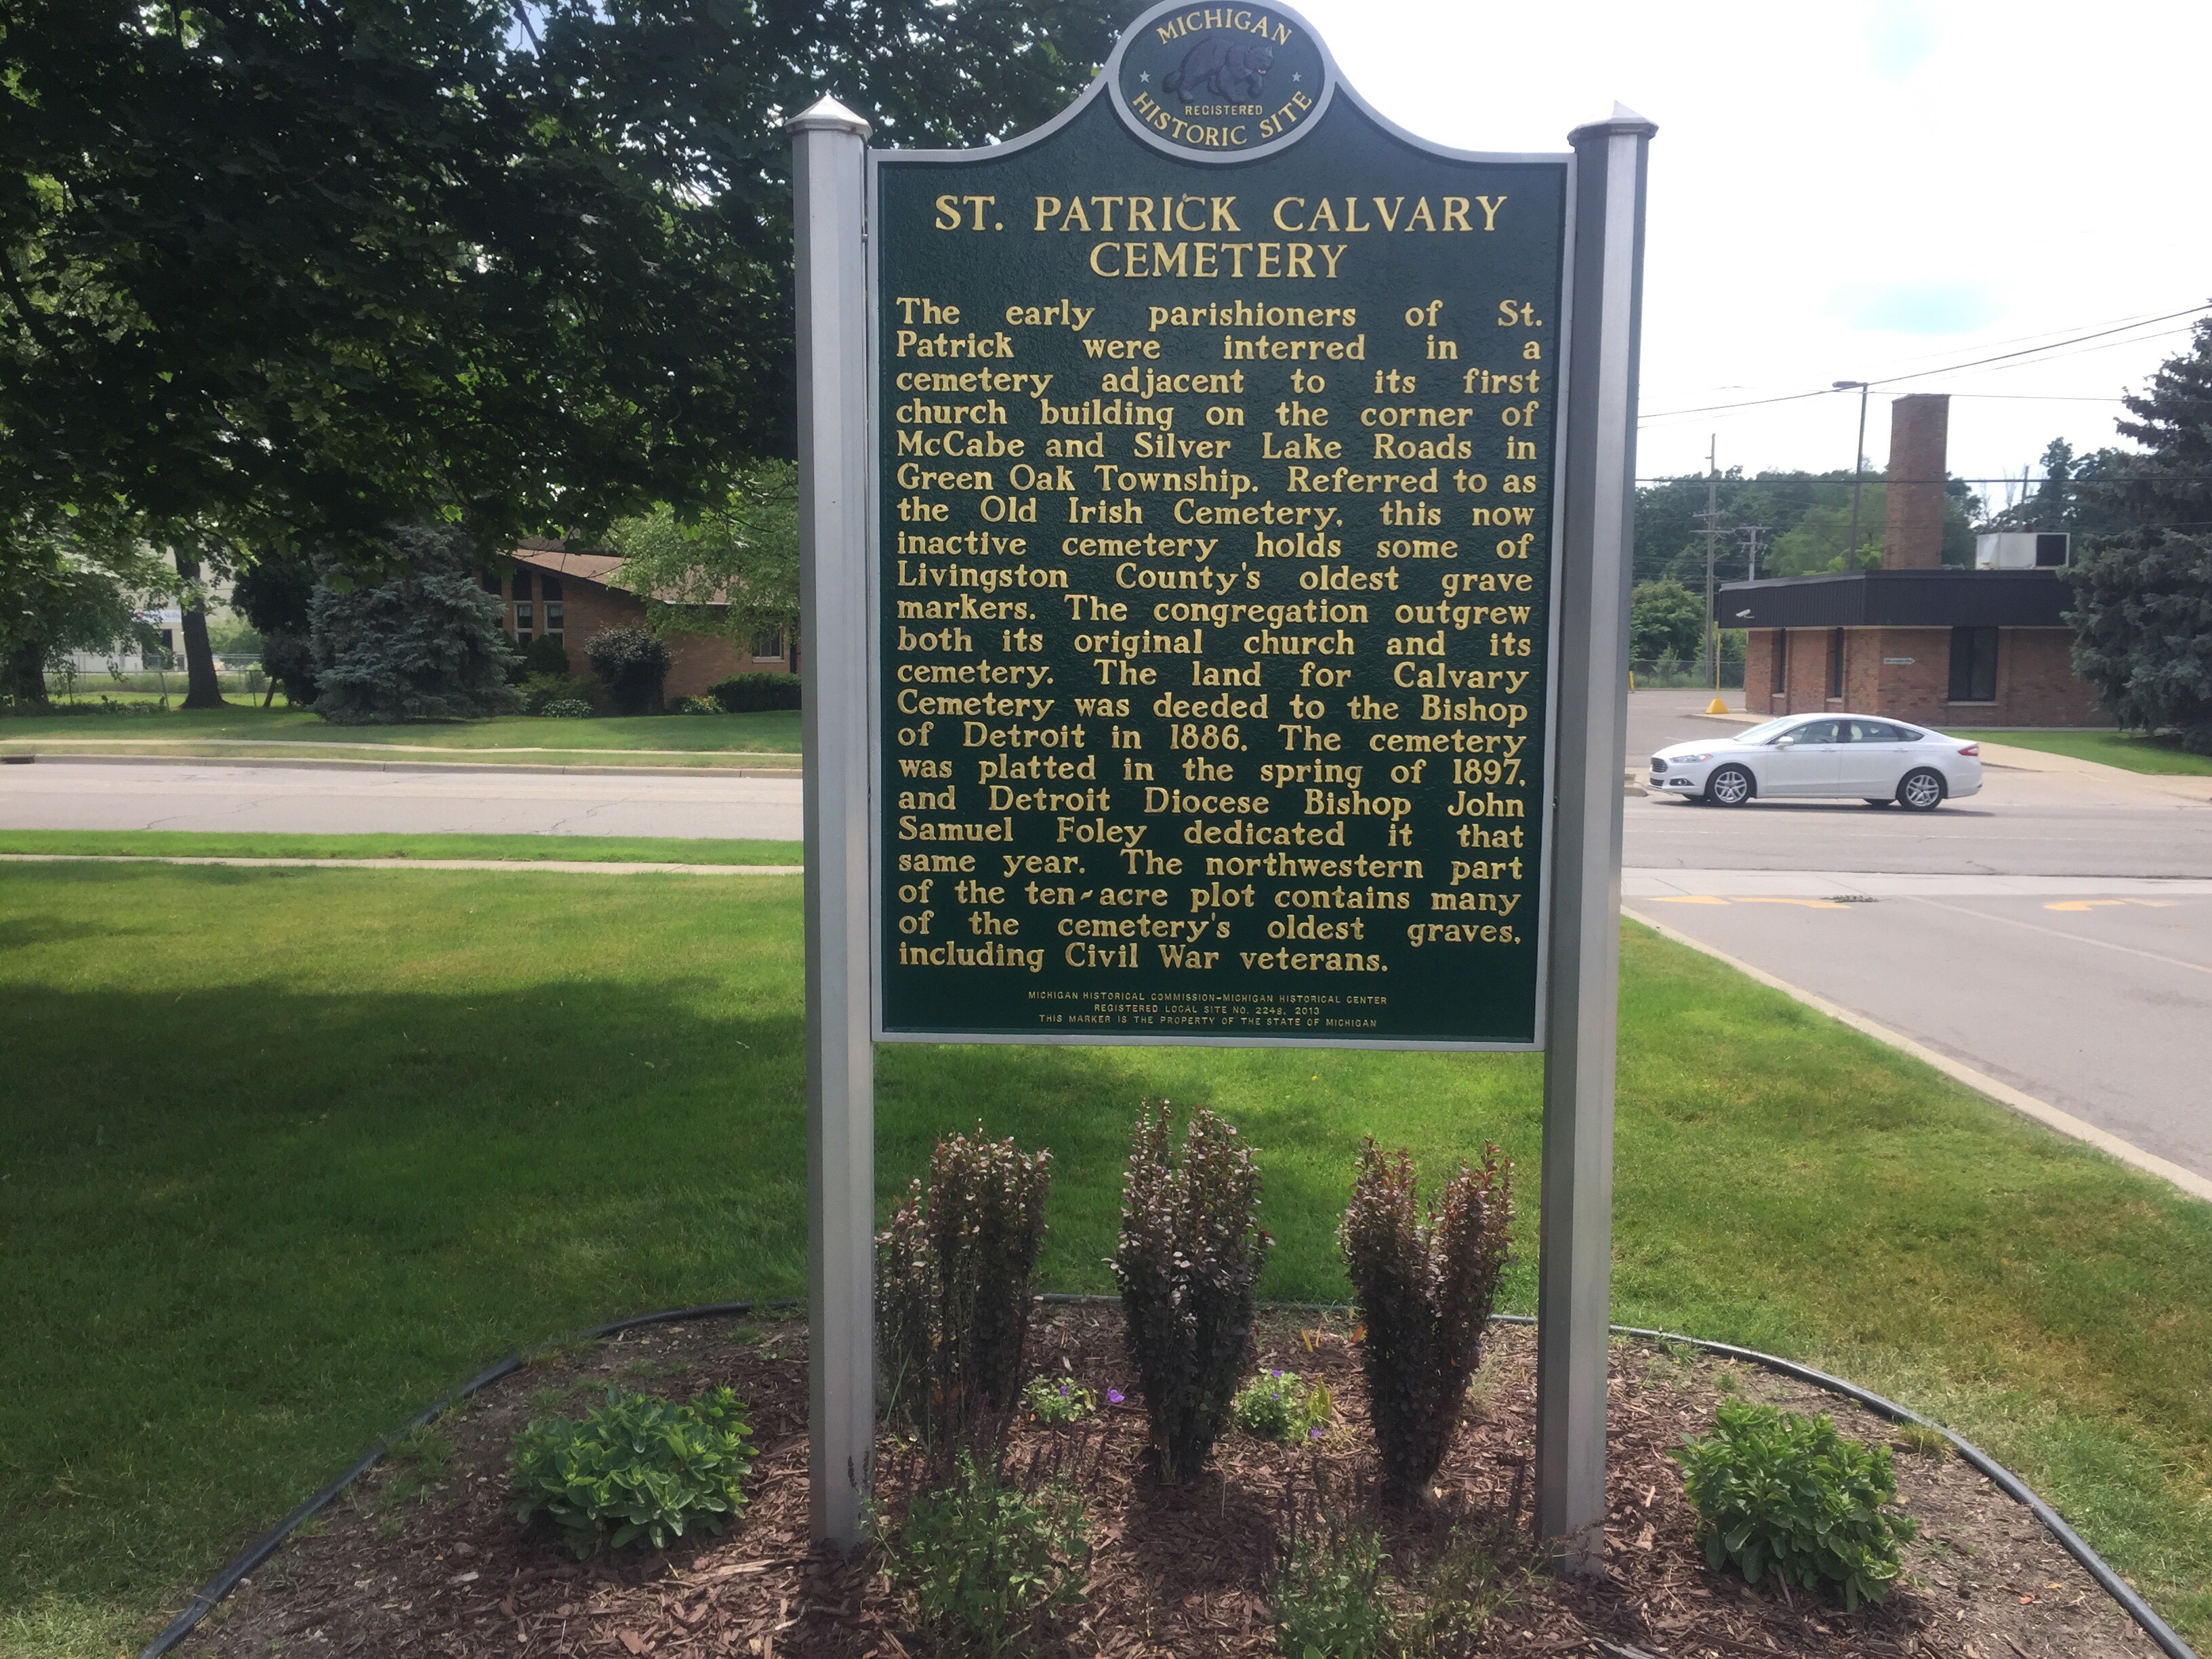 MICHIGAN
REGISTERED
HISTORIC SITE
ST. PATRICK CALVARY
CEMETERY
The early parishioners of St.
Patrick were interred in a
cemetery adjacent to its first
church building on the corner of
McCabe and Silver Lake Roads in
Green Oak Township. Referred to as
the Old Irish Cemetery, this now
inactive cemetery holds some of
Livingston County's oldest grave
markers. The congregation outgrew
both its original church and its
cemetery. The land for Calvary
Cemetery was deeded to the Bishop
of Detroit in 1886. The cemetery
was platted in the spring of 1897,
and Detroit Diocese Bishop John
Samuel Foley dedicated it that
same year. The northwestern part
of the ten-acre plot contains many
of the cemetery's oldest graves,
including Civil War veterans.
MICHIGAN HISTORICAL COMMISSION-MICHIGAN HISTORICAL CENTER
REGISTERED LOCAL SITE NO. 2248, 2013
THIS MARKER IS THE PROPERTY OF THE STATE OF MICHIGAN